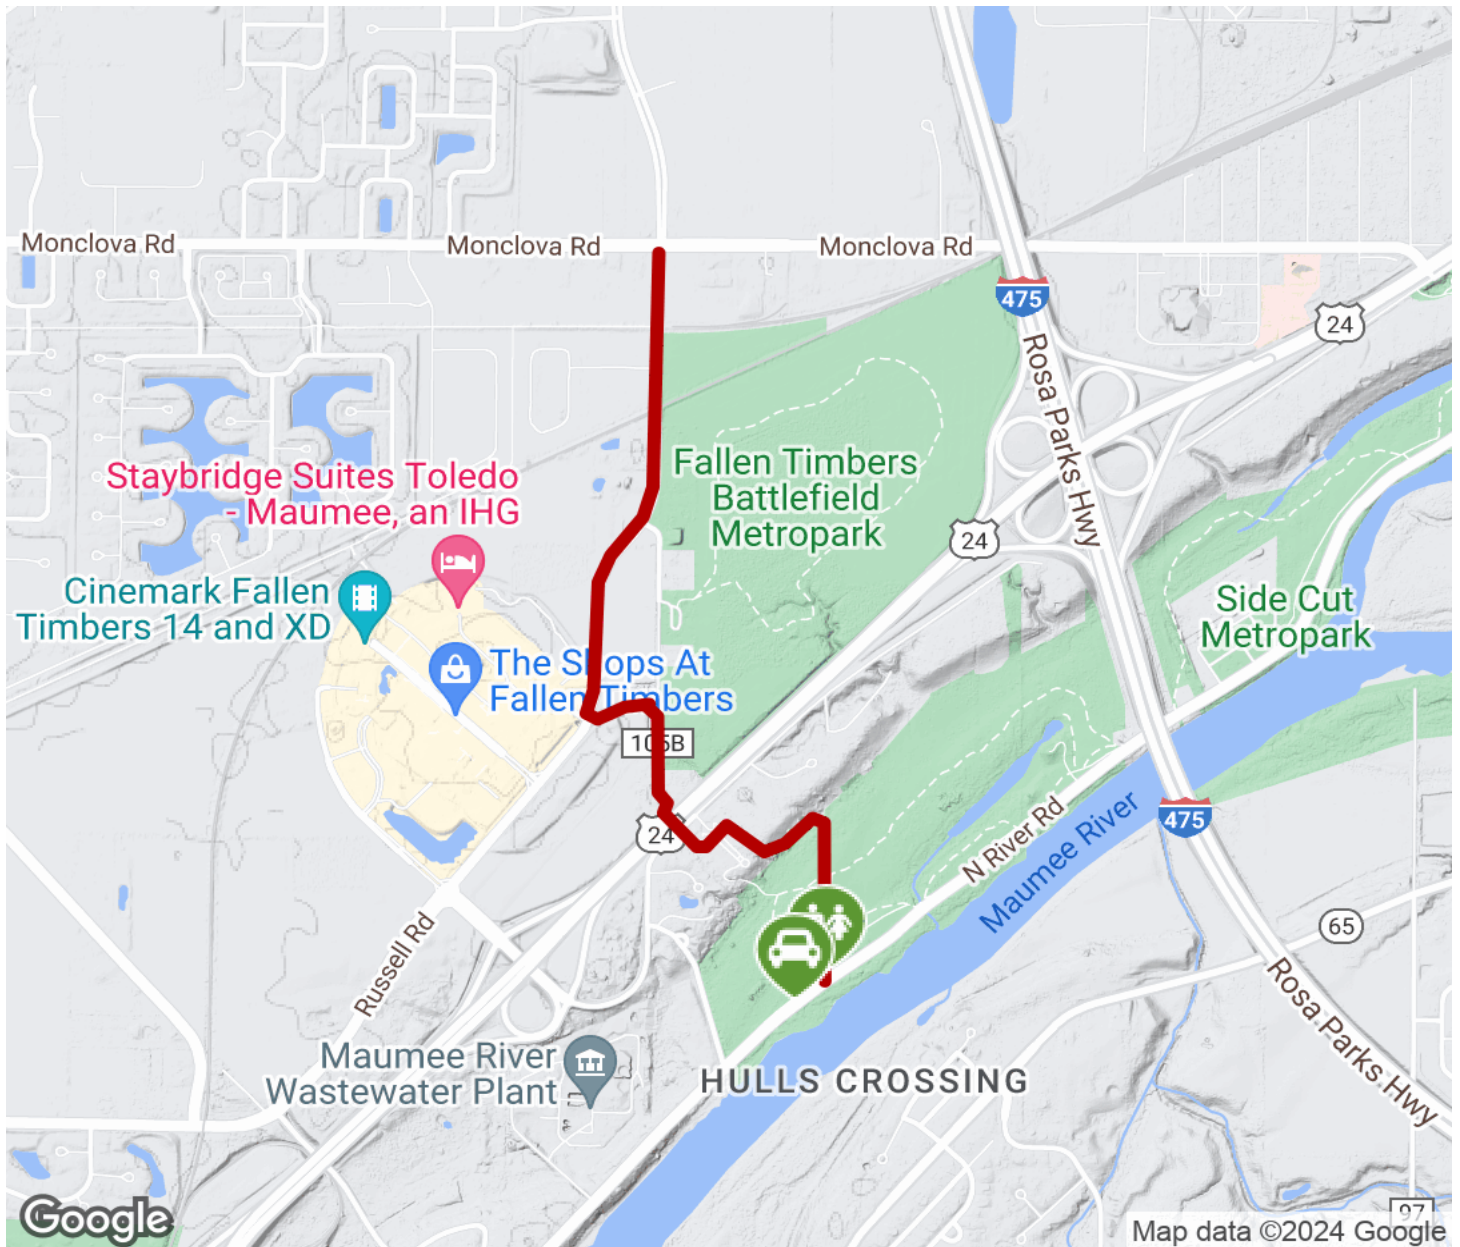 Monclova Rd
Monclova Rd
Monclova Rd
475
24
Rosa Parks Hwy
Fallen Timbers
Battlefield
Metropark
Staybridge Suites Toledo
- Maumee, an IHG
24
Cinemark Fallen
Timbers 14 and XD
Side Cut
Metropark
The Shops At
Fallen Timbers
105B
24
475
N River Rd
Maumee River
65
Russell Rd
Rosa Parks Hwy
Maumee River
Wastewater Plant
HULLS CROSSING
97
Google
Map data ©2024 Google